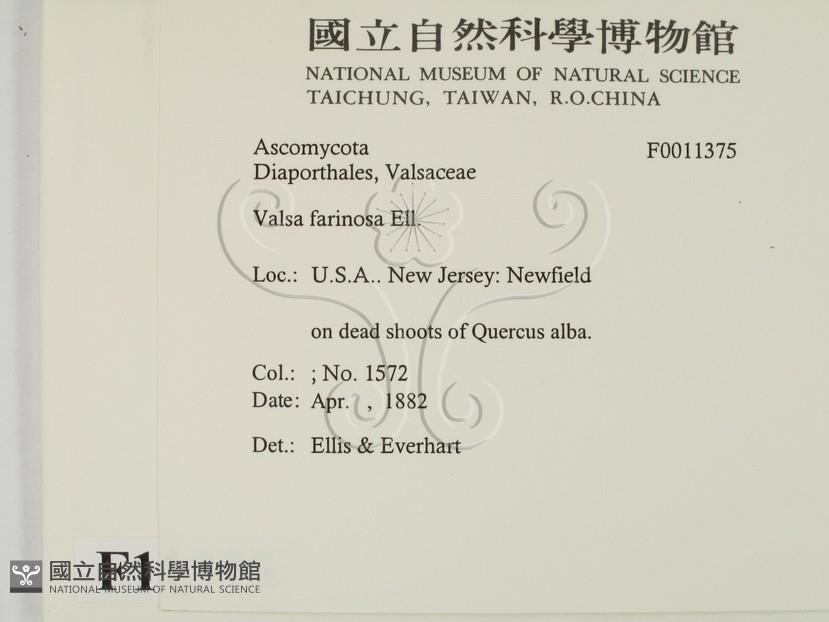 國立自然科學博物館
NATIONAL MUSEUM OF NATURAL SCIENCE
TAICHUNG, TAIWAN, R.O.CHINA
Ascomycota F0011375
Diaporthales, Valsaceae
Valsa farinosa Ell.
Loc.: U.S.A.. New Jersey: Newfield
on dead shoots of Quercus alba.
Col.: ; No. 1572
Date: Apr. , 1882
Det.: Ellis & Everhart
F1
國立自然科學博物館
NATIONAL MUSEUM OF NATURAL SCIENCE